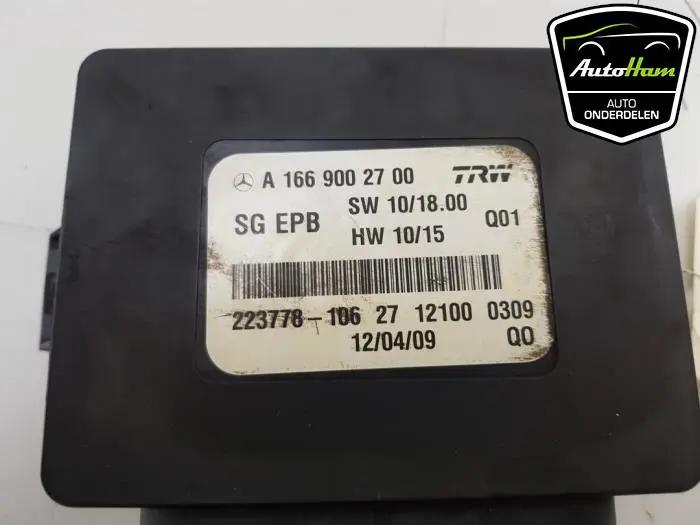 AutoHam
AUTO
ONDERDELEN
A 166 900 27 00
TRW
SW 10/18.00
SG EPB
Q01
HW 10/15
223778-106 27 12100 0309
12/04/09
QO